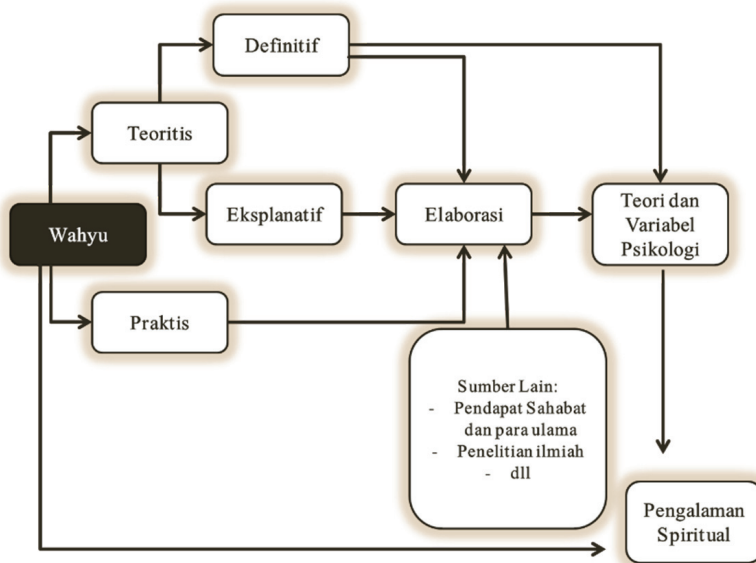 Definitif
Teoritis
Eksplanatif
Elaborasi
Teori dan
Variabel
Psikologi
Wahyu
Praktis
Sumber Lain:
- Pendapat Sahabat
dan para ulama
- Penelitian ilmiah
- dll
Pengalaman
Spiritual